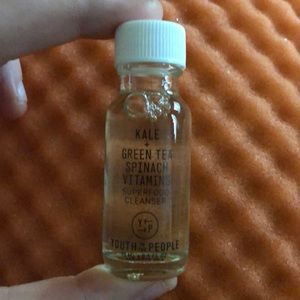 KALE
+
GREEN TEA
SPINACH
VITAMINS
SUPERFOOD
CLEANSER
Y P
YOUTH TO THE PEOPLE